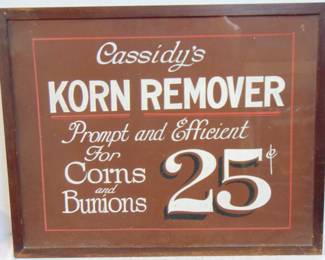 Cassidy's
KORN REMOVER
Prompt and Efficient
For
Corns
and
Bunions
25¢